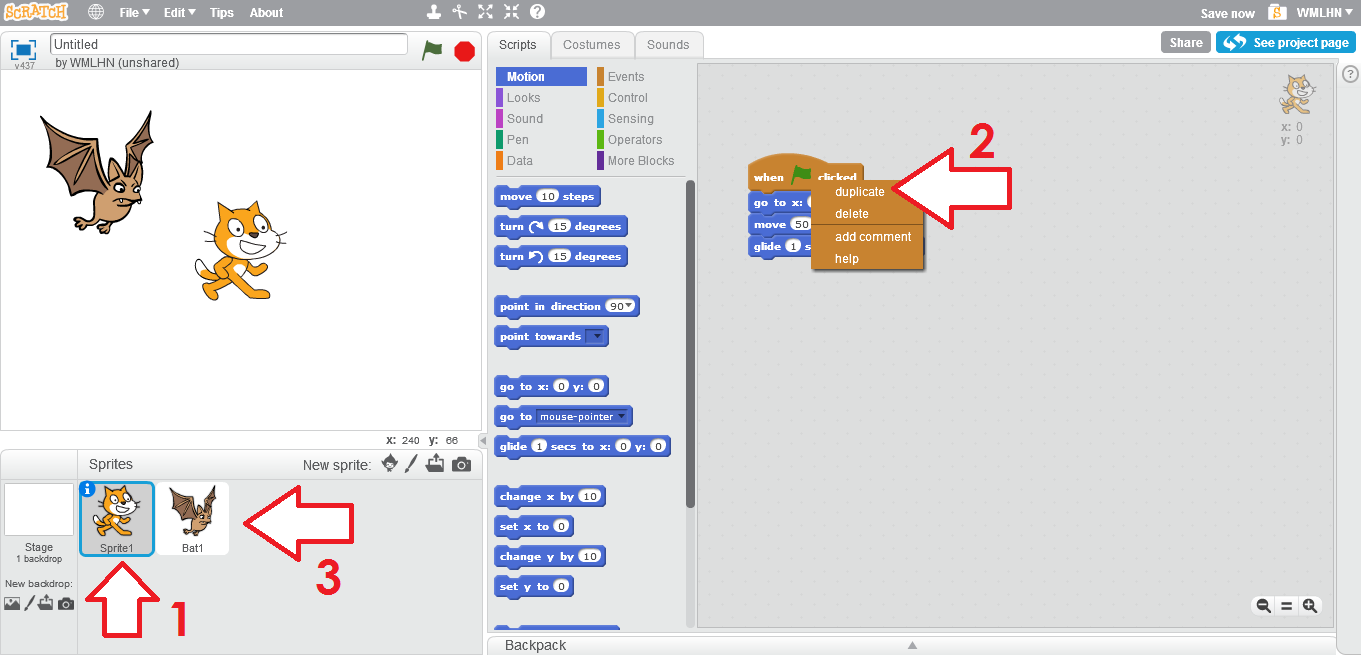 SCRATCH File Edit Tips About Save now WMLHN
v437 Untitled
by WMLHN (unshared)
Scripts Costumes Sounds Share See project page
Motion Events
Looks Control
Sound Sensing
Pen Operators
Data More Blocks
move 10 steps
turn 15 degrees
turn 15 degrees
point in direction 90
point towards
go to x: 0 y: 0
go to mouse-pointer
glide 1 secs to x: 0 y: 0
change x by 10
set x to 0
change y by 10
set y to 0
x: 0
y: 0
2
when clicked
go to x:
move 50
glide 1 s
duplicate
delete
add comment
help
x: 240 y: 66
Sprites New sprite:
Stage
1 backdrop
New backdrop:
Sprite1
Bat1
3
1
Backpack